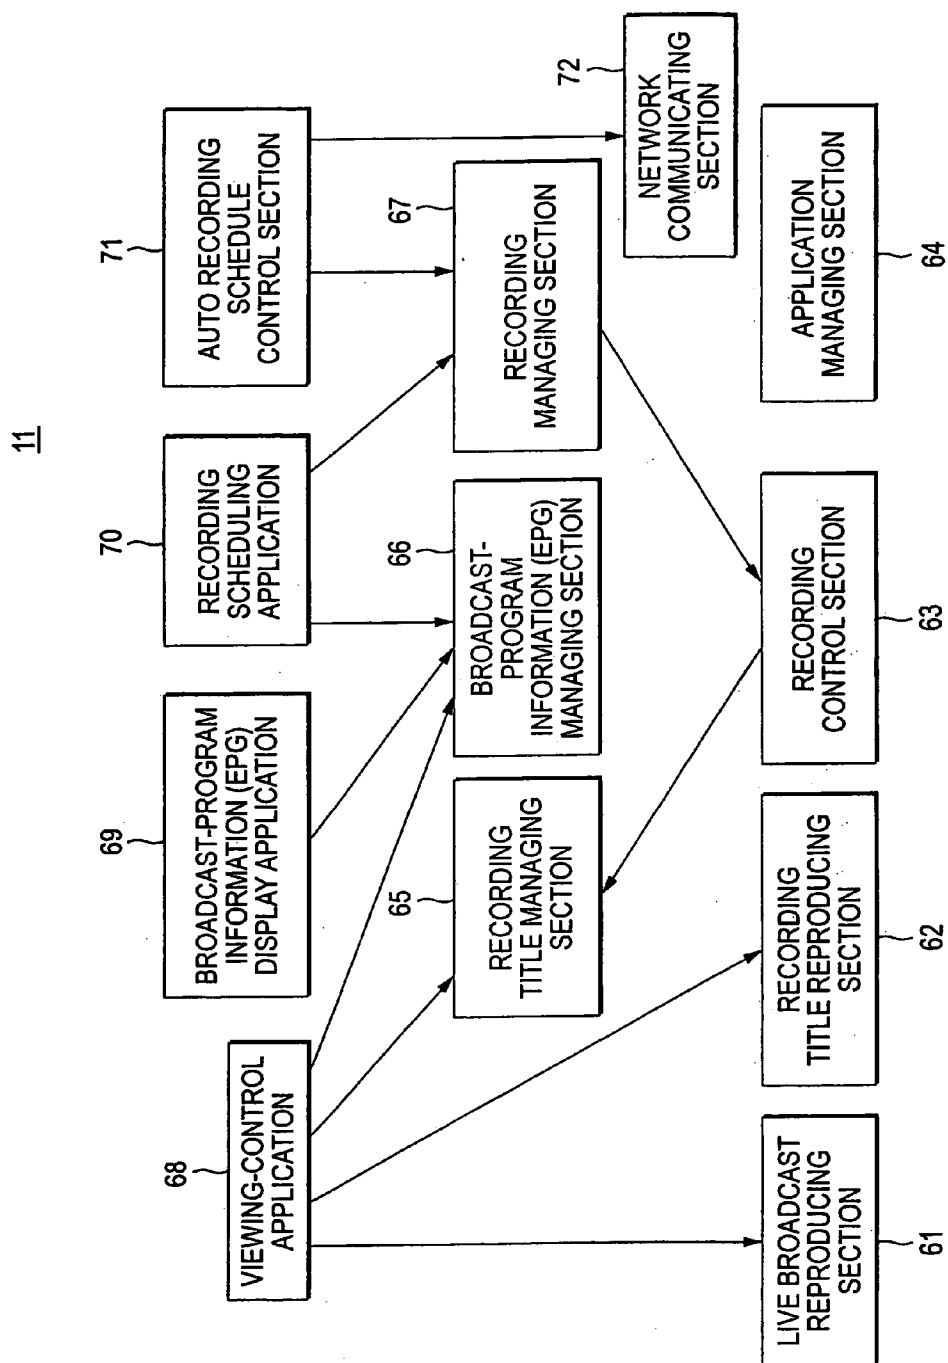 11
68
VIEWING-CONTROL
APPLICATION
69
BROADCAST-PROGRAM
INFORMATION (EPG)
DISPLAY APPLICATION
70
RECORDING
SCHEDULING
APPLICATION
71
AUTO RECORDING
SCHEDULE
CONTROL SECTION
65
RECORDING
TITLE MANAGING
SECTION
66
BROADCAST-
PROGRAM
INFORMATION (EPG)
MANAGING SECTION
67
RECORDING
MANAGING SECTION
72
NETWORK
COMMUNICATING
SECTION
LIVE BROADCAST
REPRODUCING
SECTION
61
RECORDING
TITLE REPRODUCING
SECTION
62
RECORDING
CONTROL SECTION
63
APPLICATION
MANAGING SECTION
64